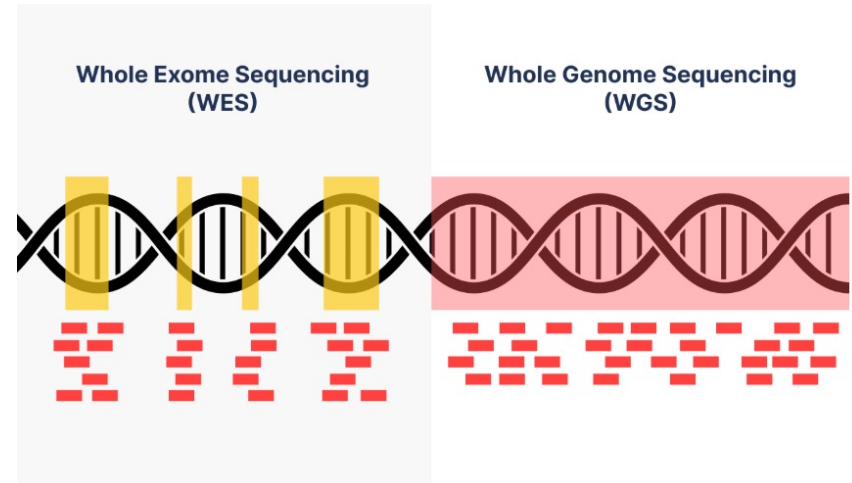 Whole Exome Sequencing
(WES)
Whole Genome Sequencing
(WGS)